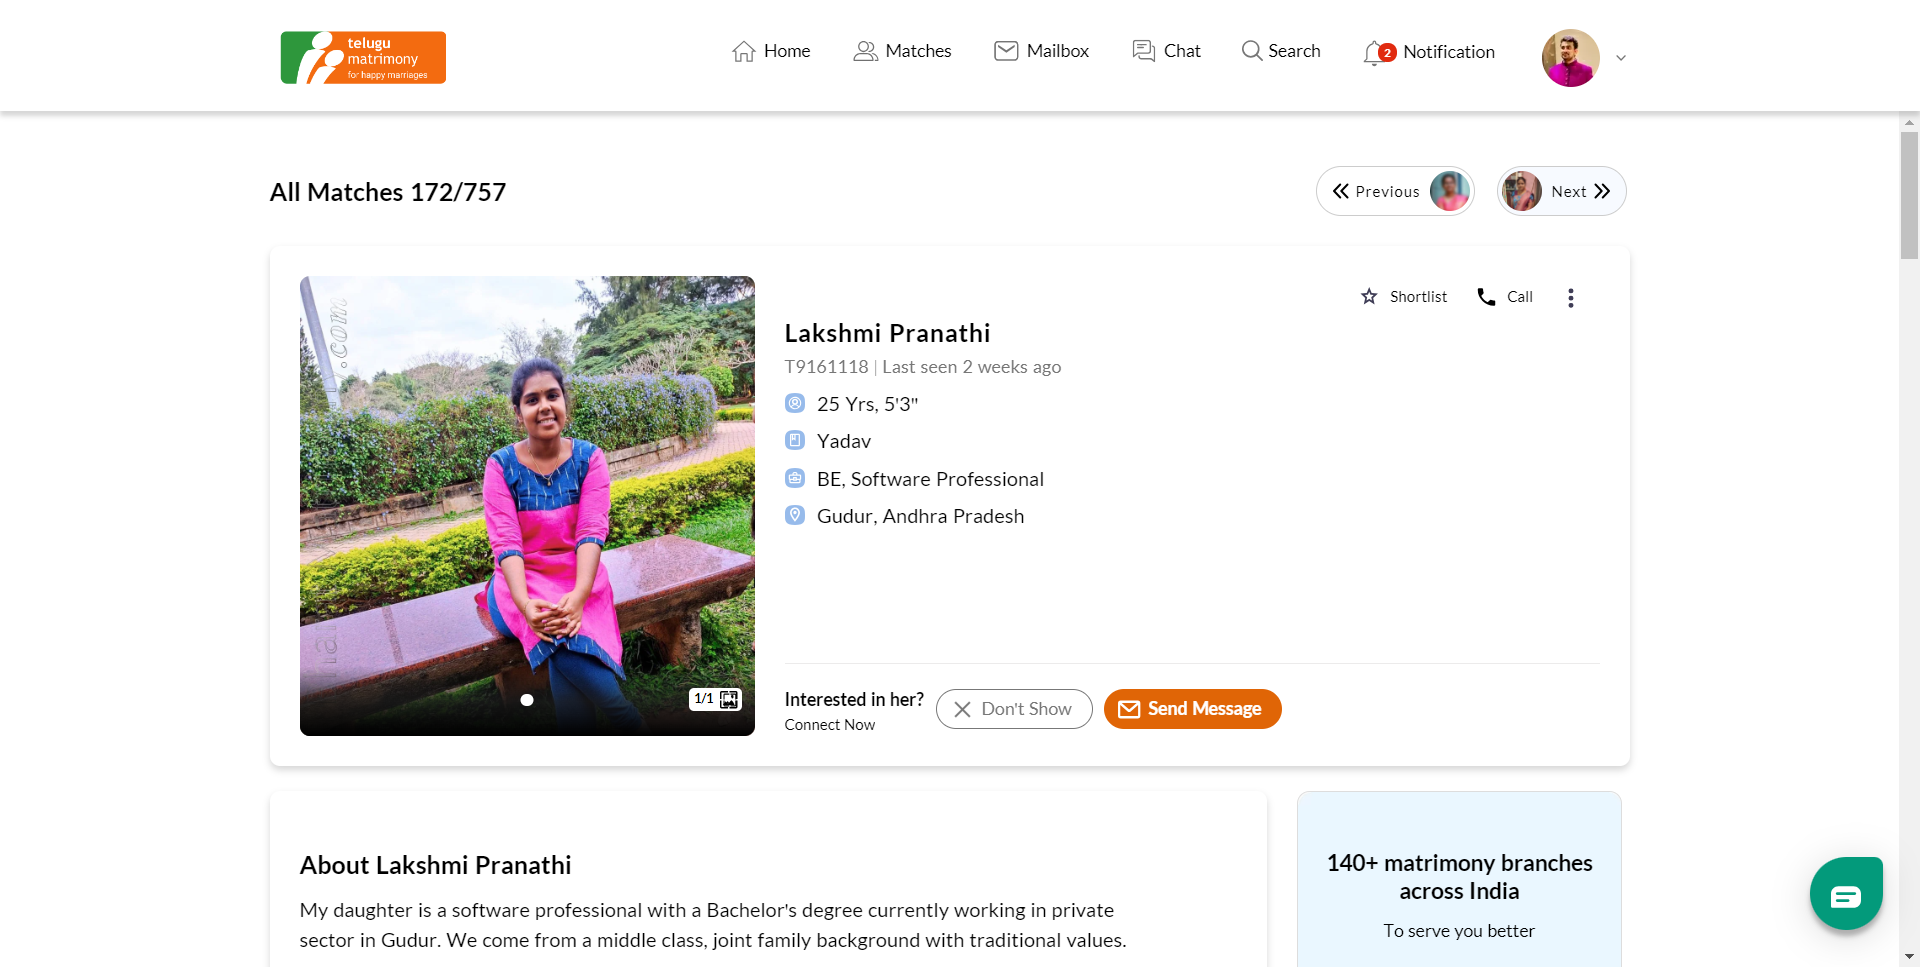 telugu
matrimony
for happy marriages
Home
Matches
Mailbox
Chat
Search
2
Notification
All Matches 172/757
Previous
Next
.com
Shortlist
Call
Lakshmi Pranathi
T9161118 | Last seen 2 weeks ago
25 Yrs, 5'3"
Yadav
BE, Software Professional
Gudur, Andhra Pradesh
1/1
Interested in her?
Connect Now
Don't Show
Send Message
About Lakshmi Pranathi
My daughter is a software professional with a Bachelor's degree currently working in private
sector in Gudur. We come from a middle class, joint family background with traditional values.
140+ matrimony branches
across India
To serve you better